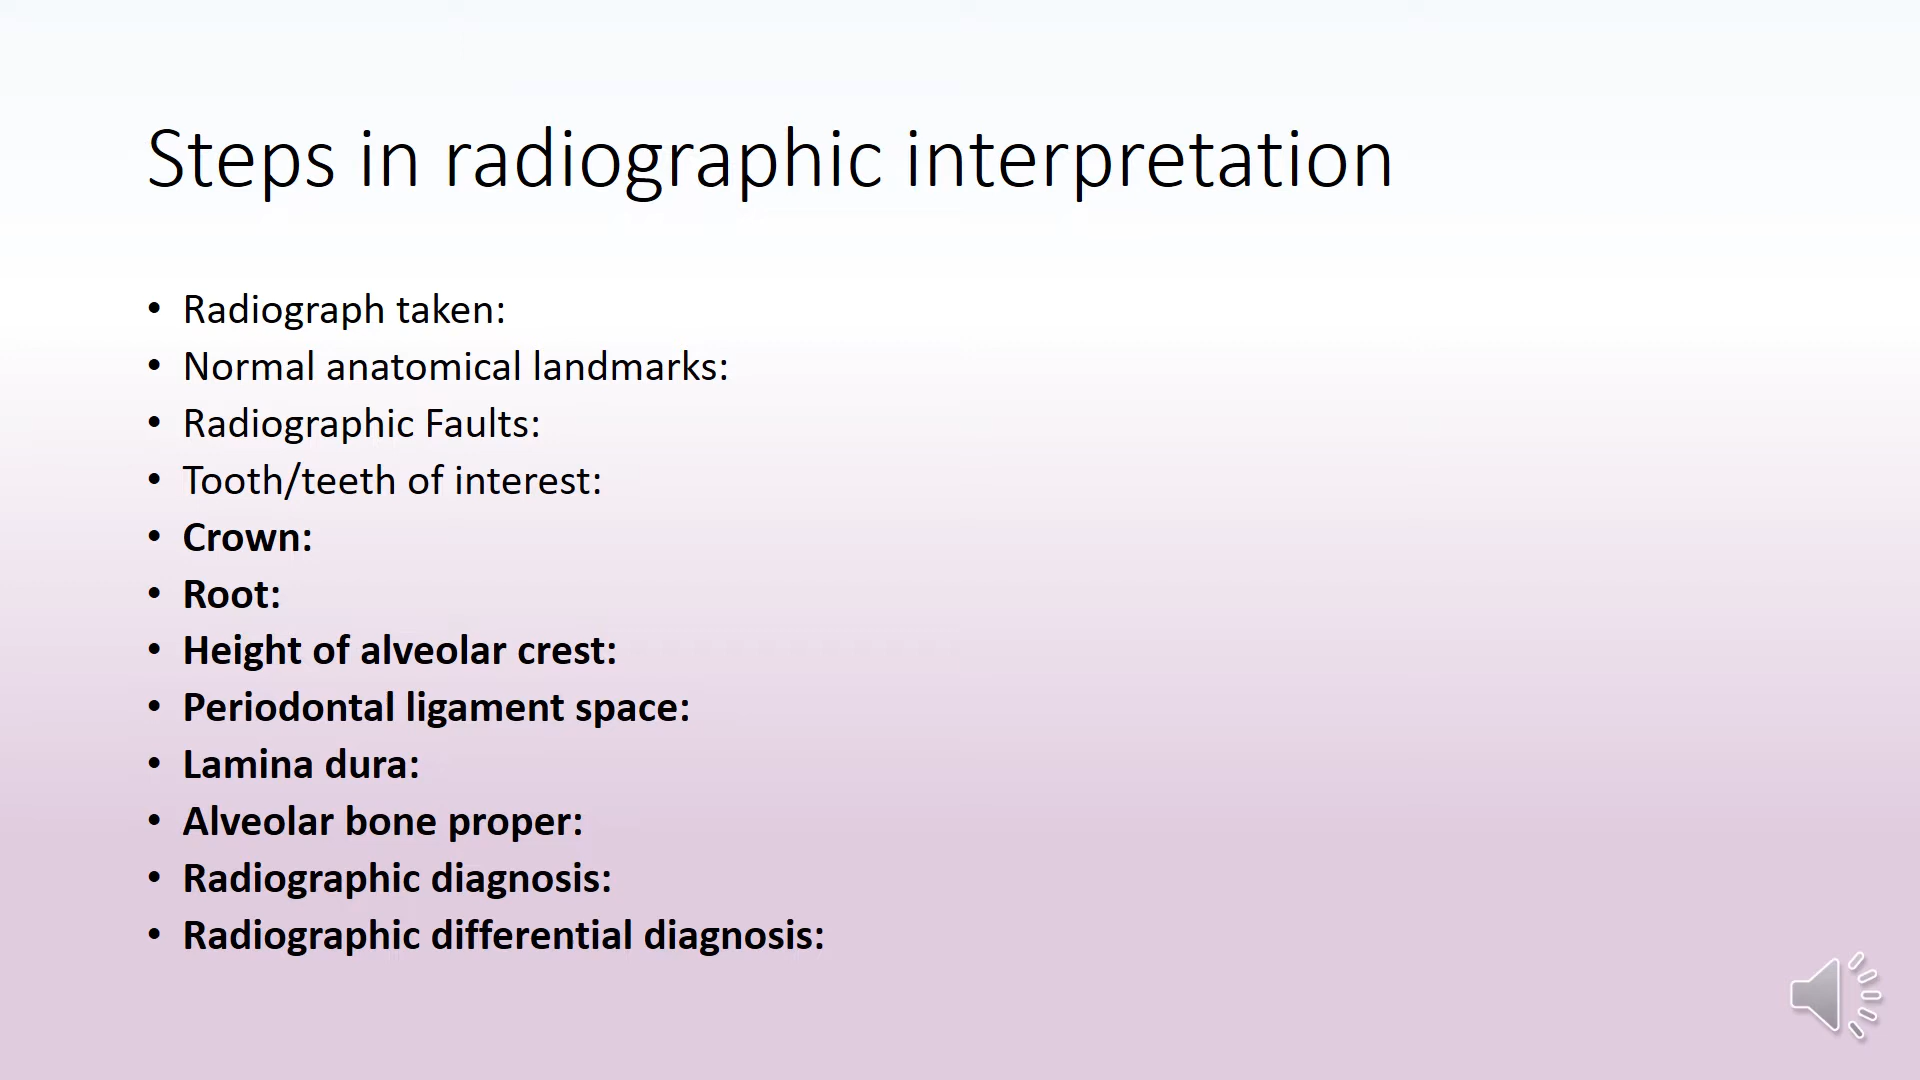 Steps in radiographic interpretation
• Radiograph taken:
• Normal anatomical landmarks:
• Radiographic Faults:
• Tooth/teeth of interest:
• Crown:
• Root:
• Height of alveolar crest:
• Periodontal ligament space:
• Lamina dura:
• Alveolar bone proper:
• Radiographic diagnosis:
• Radiographic differential diagnosis: